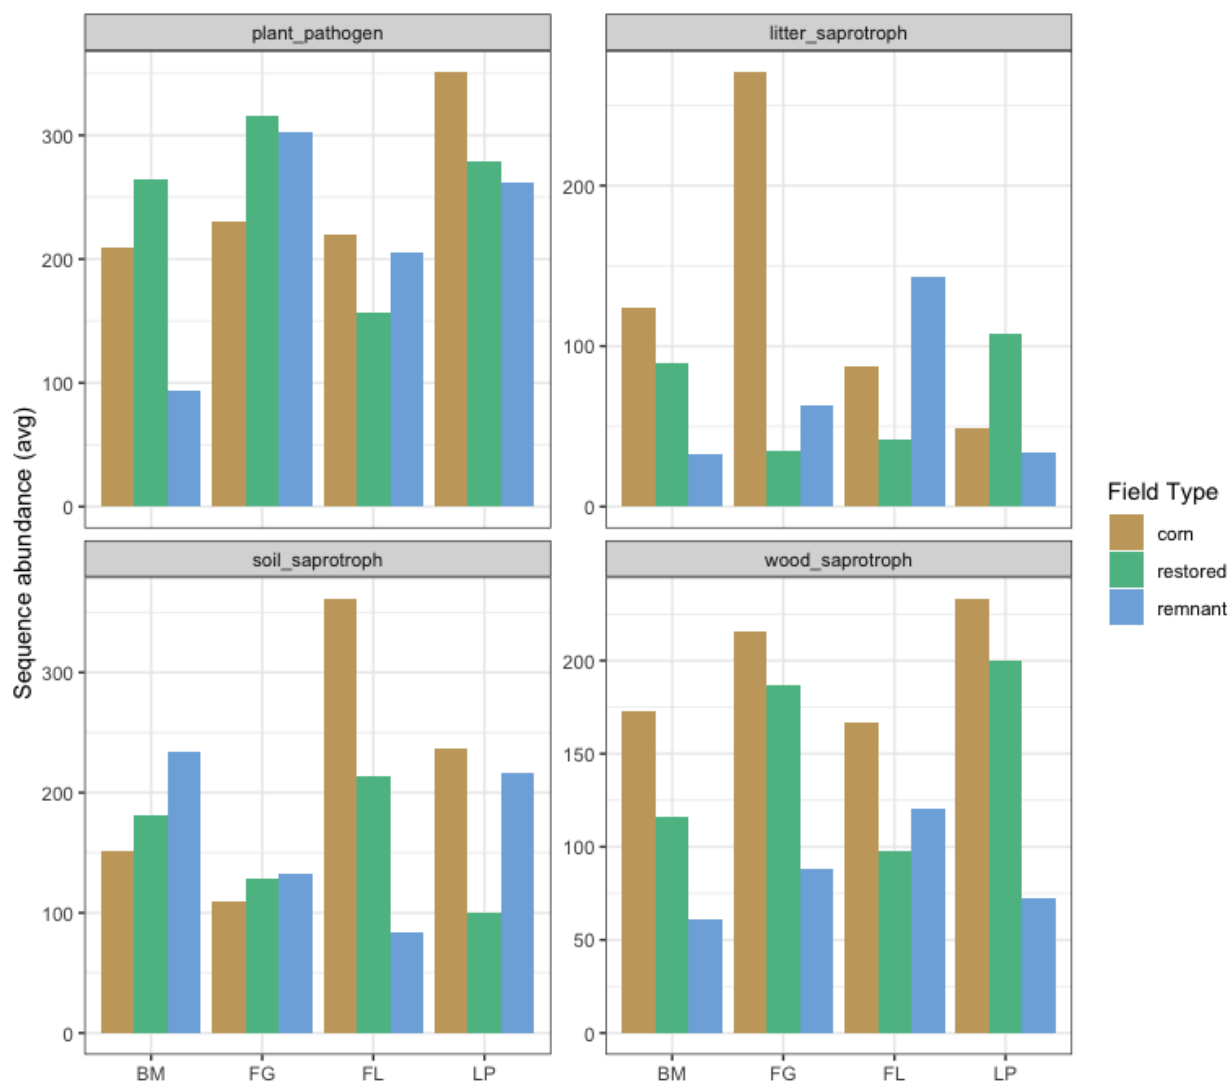 plant_pathogen
litter_saprotroph
300
200
100
0
200
100
0
Sequence abundance (avg)
soil_saprotroph
wood_saprotroph
300
200
100
0
200
150
100
50
0
BM FG FL LP
BM FG FL LP
Field Type
corn
restored
remnant